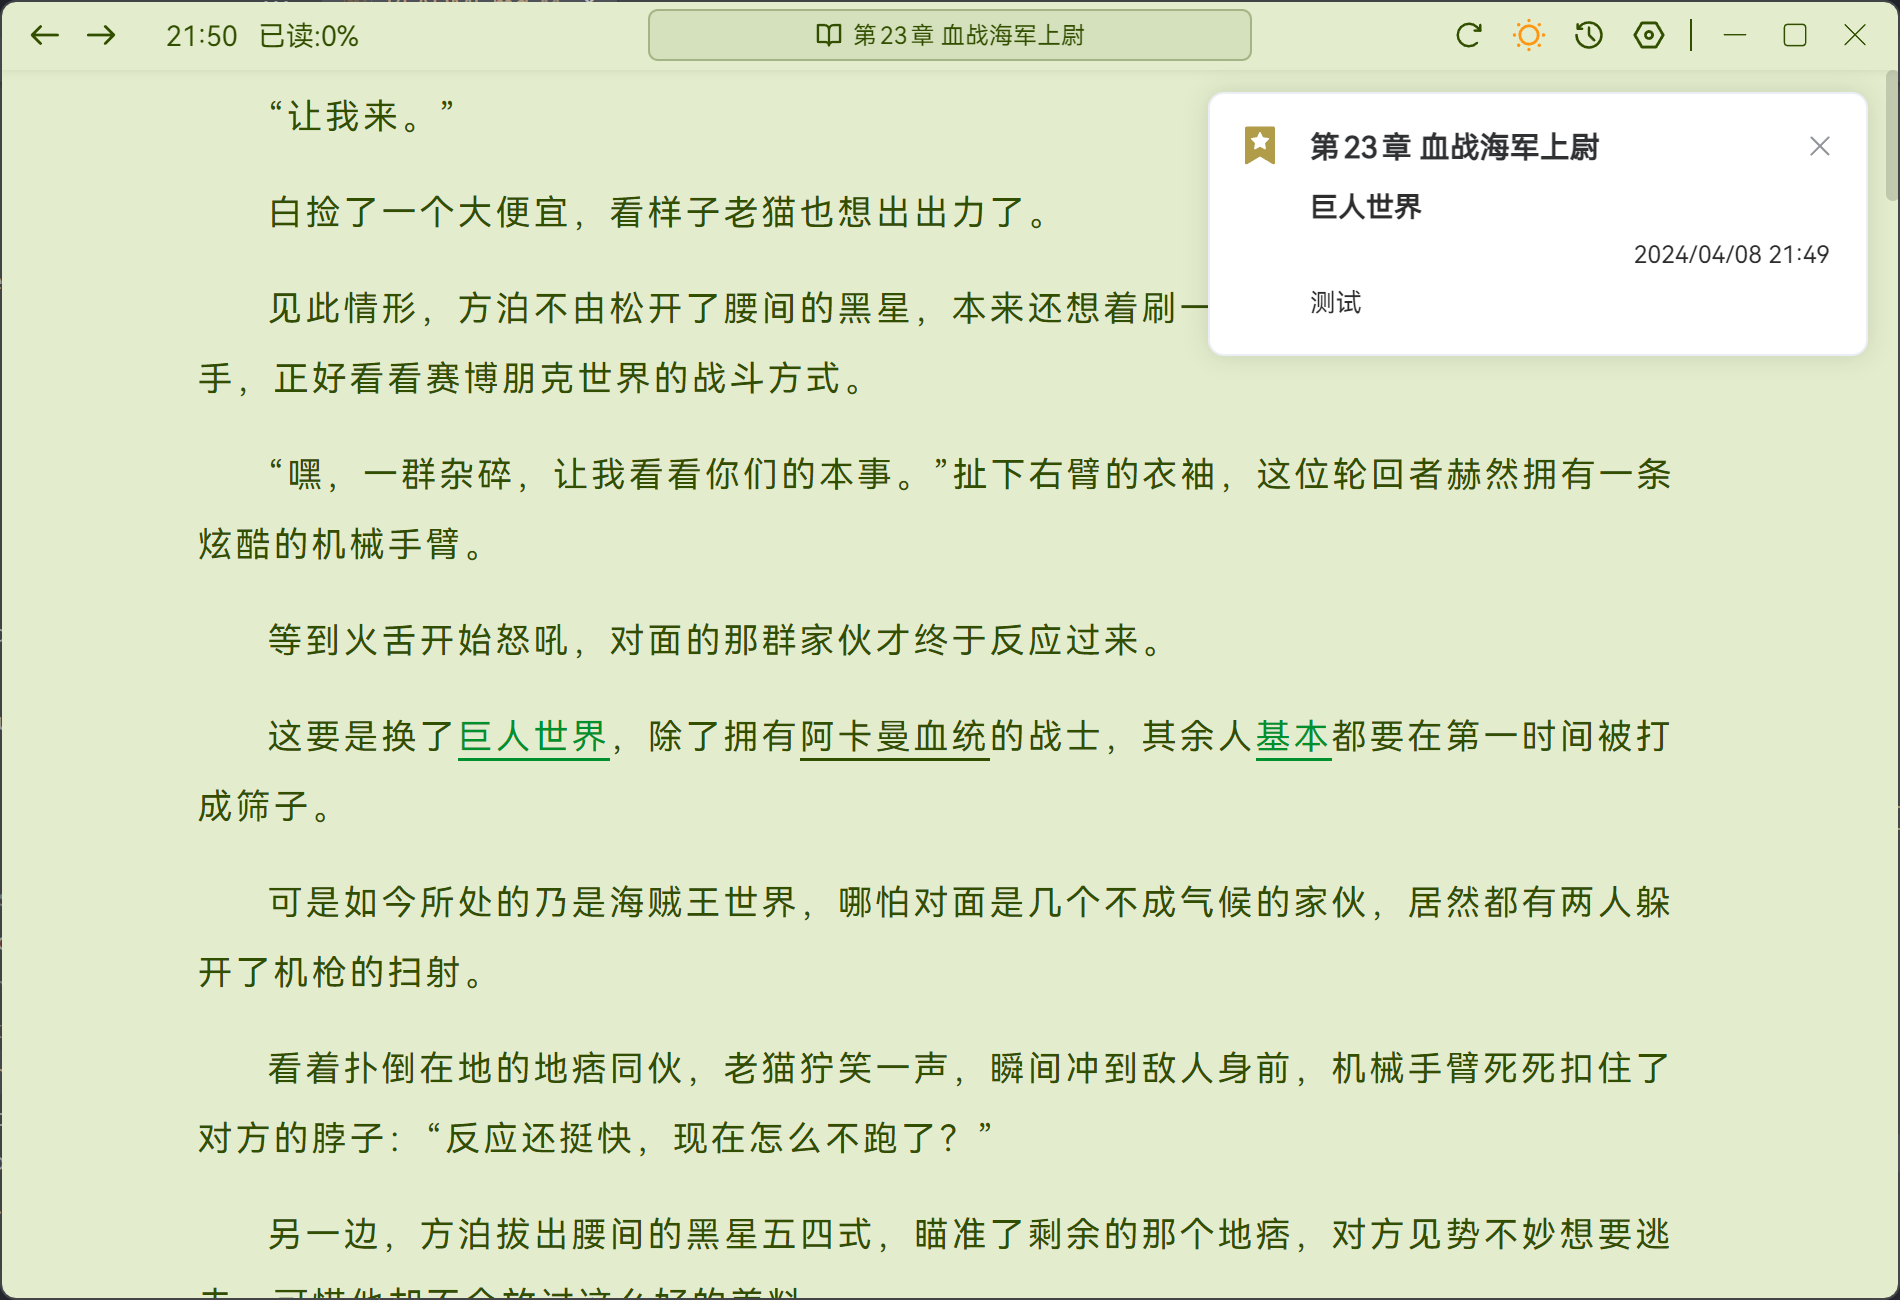 21:50 已读:0% 第23章 血战海军上尉
“让我来。”
第23章 血战海军上尉
巨人世界
2024/04/08 21:49
测试
白捡了一个大便宜，看样子老猫也想出出力了。
见此情形，方泊不由松开了腰间的黑星，本来还想着刷一
手，正好看看赛博朋克世界的战斗方式。
“嘿，一群杂碎，让我看看你们的本事。”扯下右臂的衣袖，这位轮回者赫然拥有一条
炫酷的机械手臂。
等到火舌开始怒吼，对面的那群家伙才终于反应过来。
这要是换了巨人世界，除了拥有阿卡曼血统的战士，其余人基本都要在第一时间被打
成筛子。
可是如今所处的乃是海贼王世界，哪怕对面是几个不成气候的家伙，居然都有两人躲
开了机枪的扫射。
看着扑倒在地的地痞同伙，老猫狞笑一声，瞬间冲到敌人身前，机械手臂死死扣住了
对方的脖子：“反应还挺快，现在怎么不跑了？”
另一边，方泊拔出腰间的黑星五四式，瞄准了剩余的那个地痞，对方见势不妙想要逃